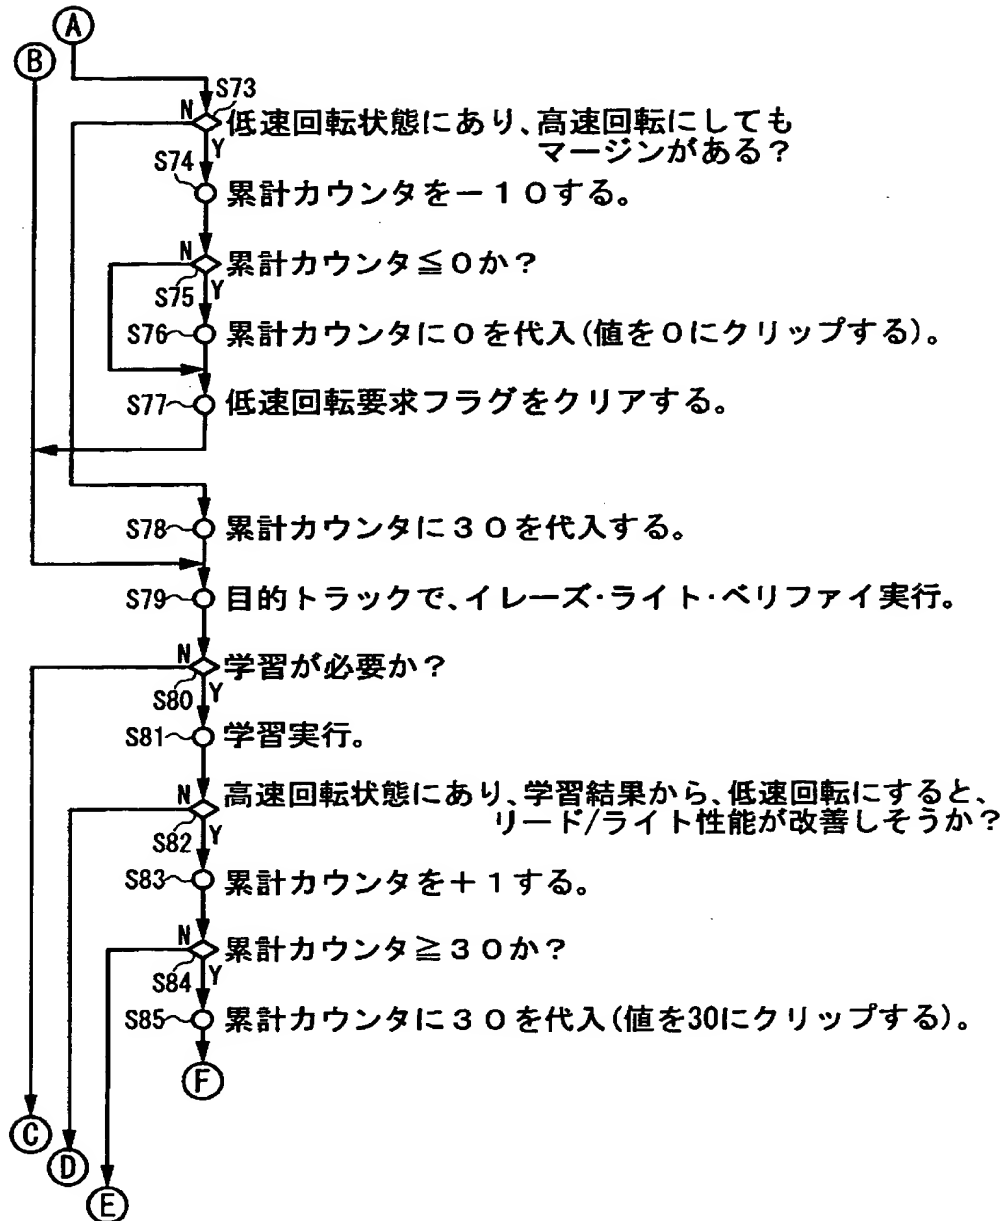 A
B
S73
N
低速回転状態にあり、高速回転にしても
マージンがある?
Y
S74
累計カウンタを-10する。
N
累計カウンタ≦0か?
S75
Y
S76
累計カウンタに0を代入(値を0にクリップする)。
S77
低速回転要求フラグをクリアする。
S78
累計カウンタに30を代入する。
S79
目的トラックで、イレーズ・ライト・ベリファイ実行。
N
学習が必要か?
S80
Y
S81
学習実行。
N
高速回転状態にあり、学習結果から、低速回転にすると、
リード/ライト性能が改善しそうか?
S82
Y
S83
累計カウンタを+1する。
N
累計カウンタ≧30か?
S84
Y
S85
累計カウンタに30を代入(値を30にクリップする)。
F
C
D
E